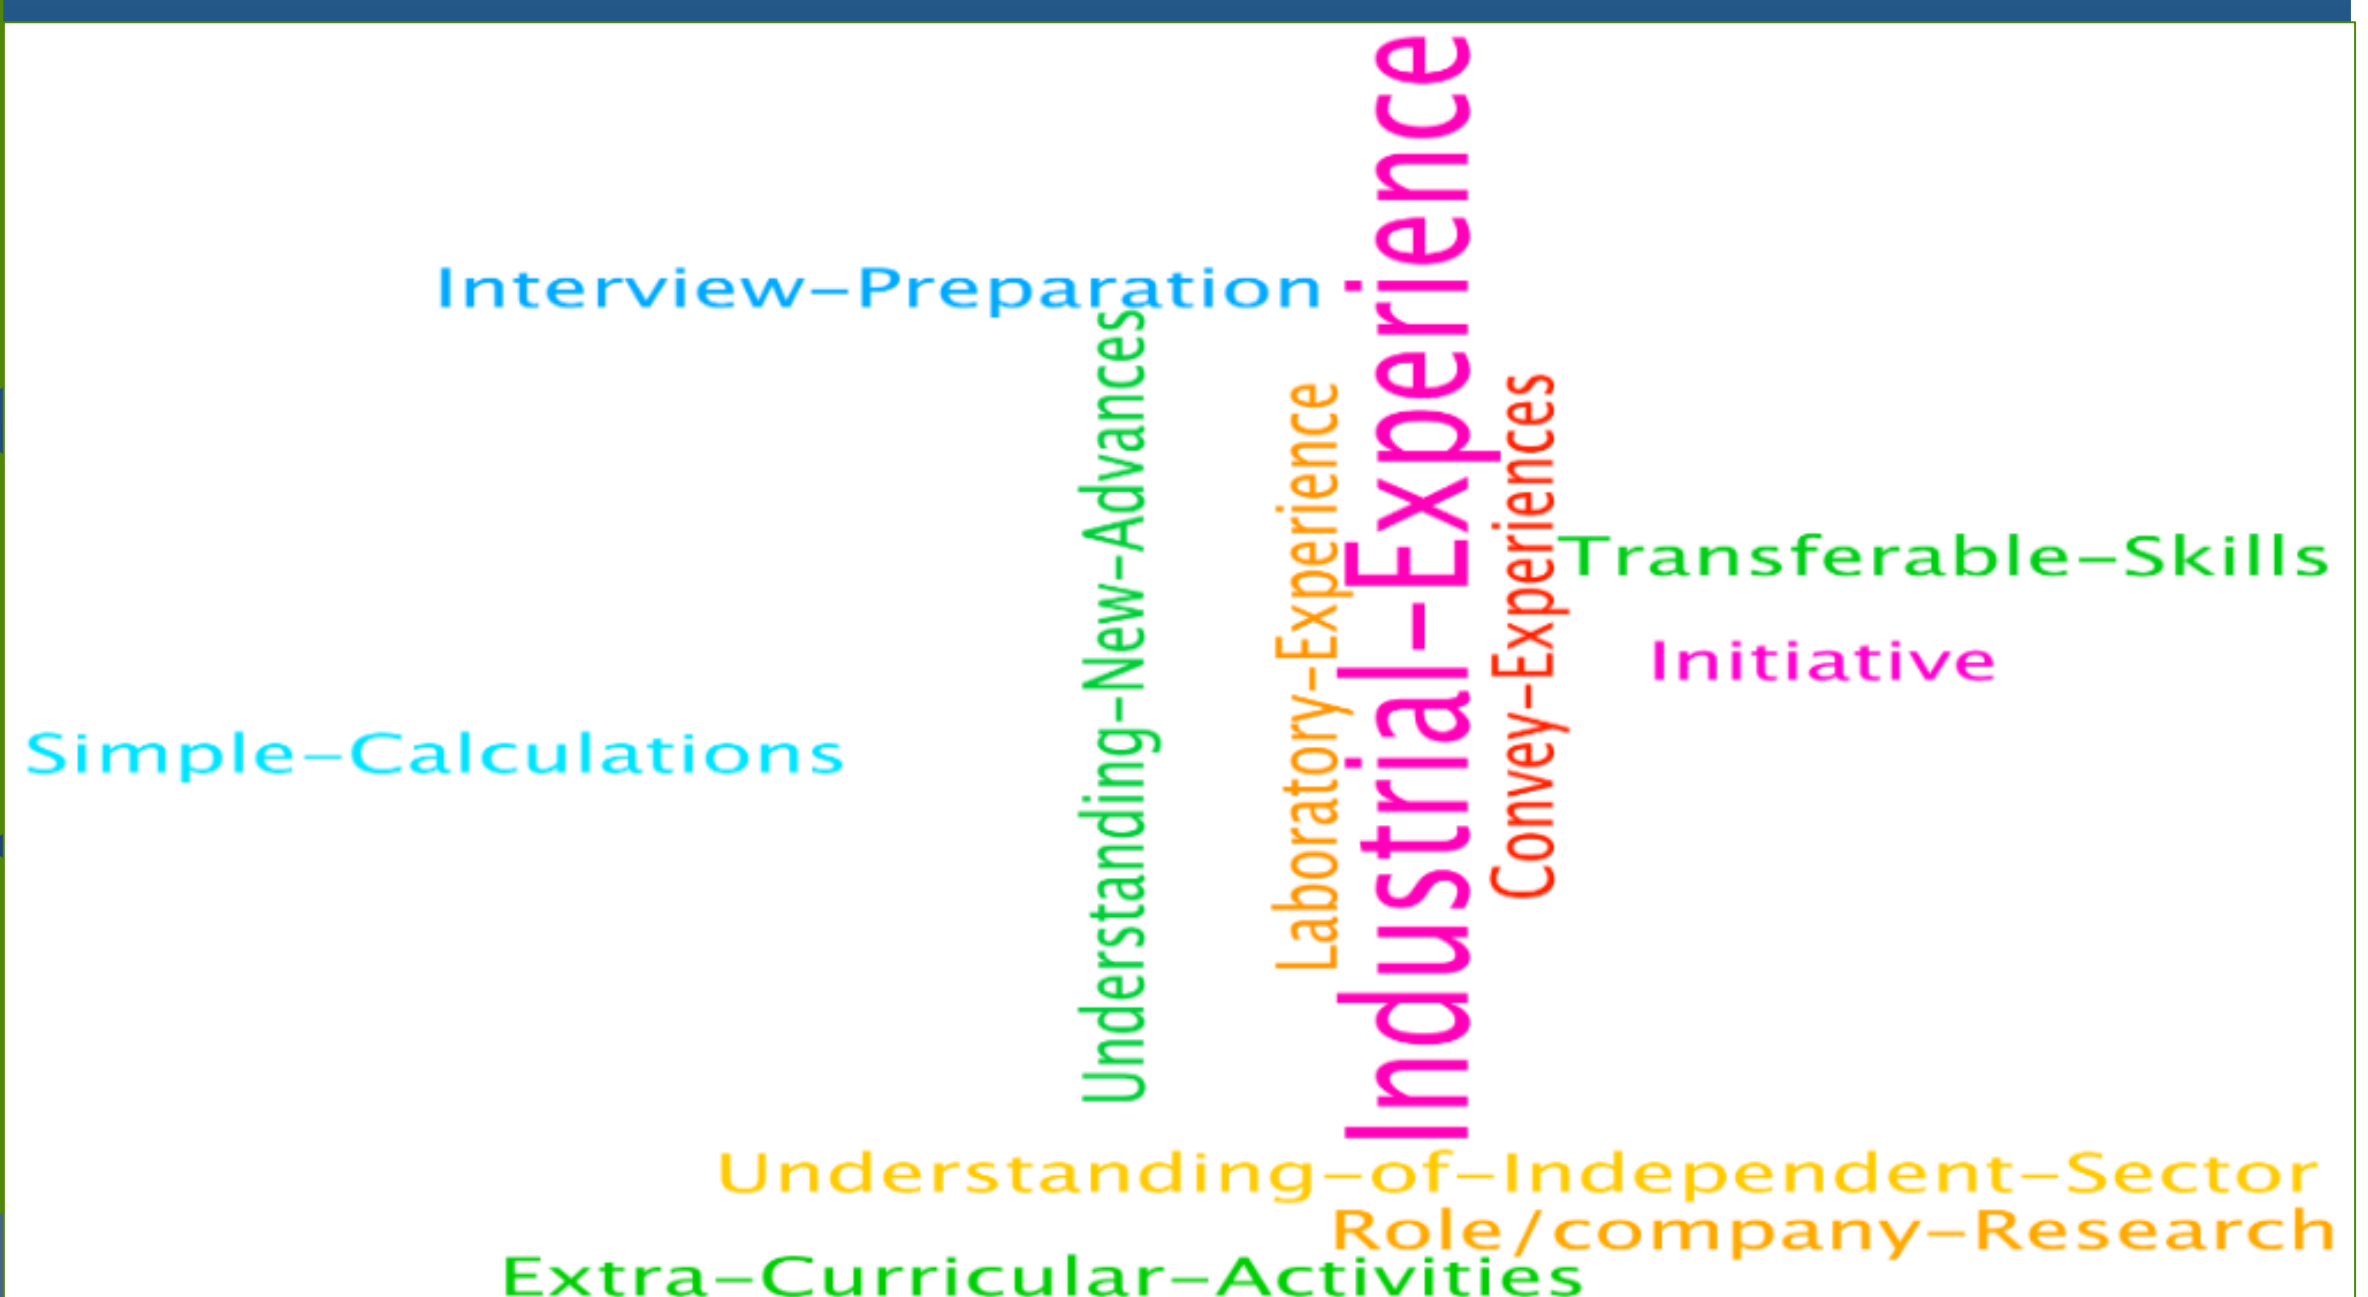 Interview-Preparation
Understanding-New-Advances
Laboratory-Experience
Industrial-Experience
Convey-Experiences
Transferable-Skills
Initiative
Simple-Calculations
Understanding-of-Independent-Sector
Role/company-Research
Extra-Curricular-Activities